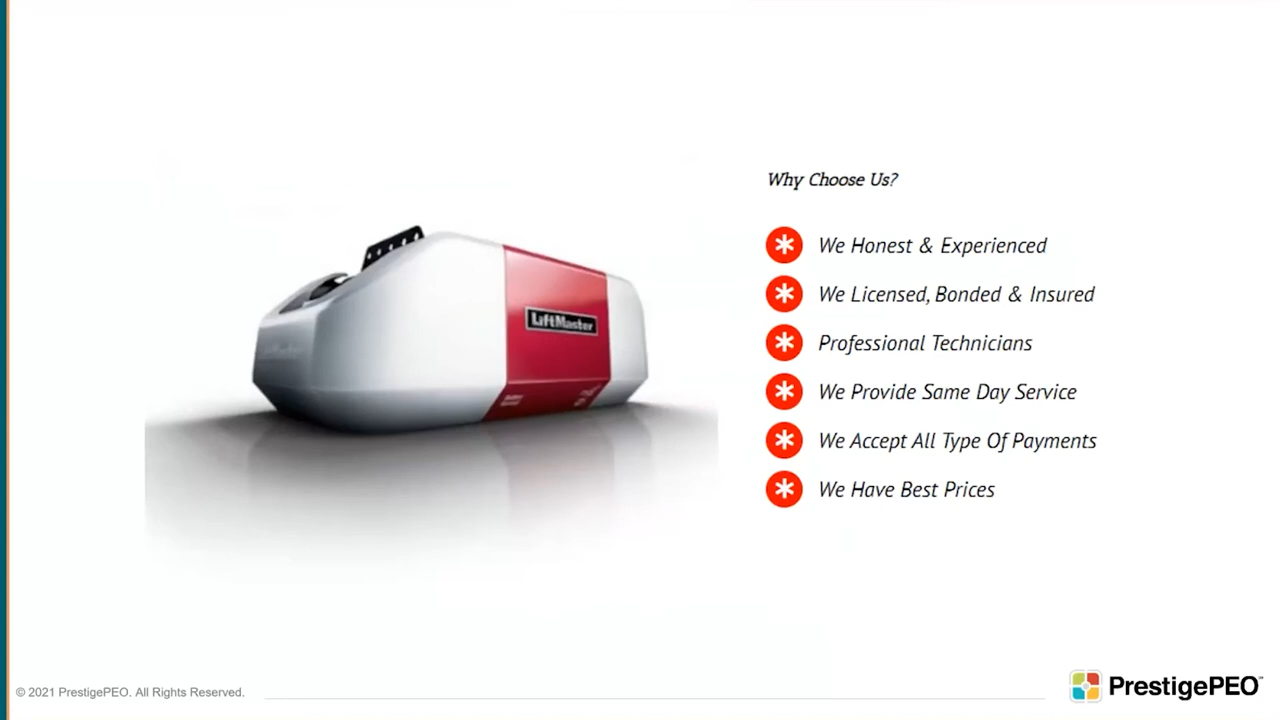 Why Choose Us?
We Honest & Experienced
We Licensed, Bonded & Insured
Professional Technicians
We Provide Same Day Service
We Accept All Type Of Payments
We Have Best Prices
LiftMaster
© 2021 PrestigePEO. All Rights Reserved.
PrestigePEO™